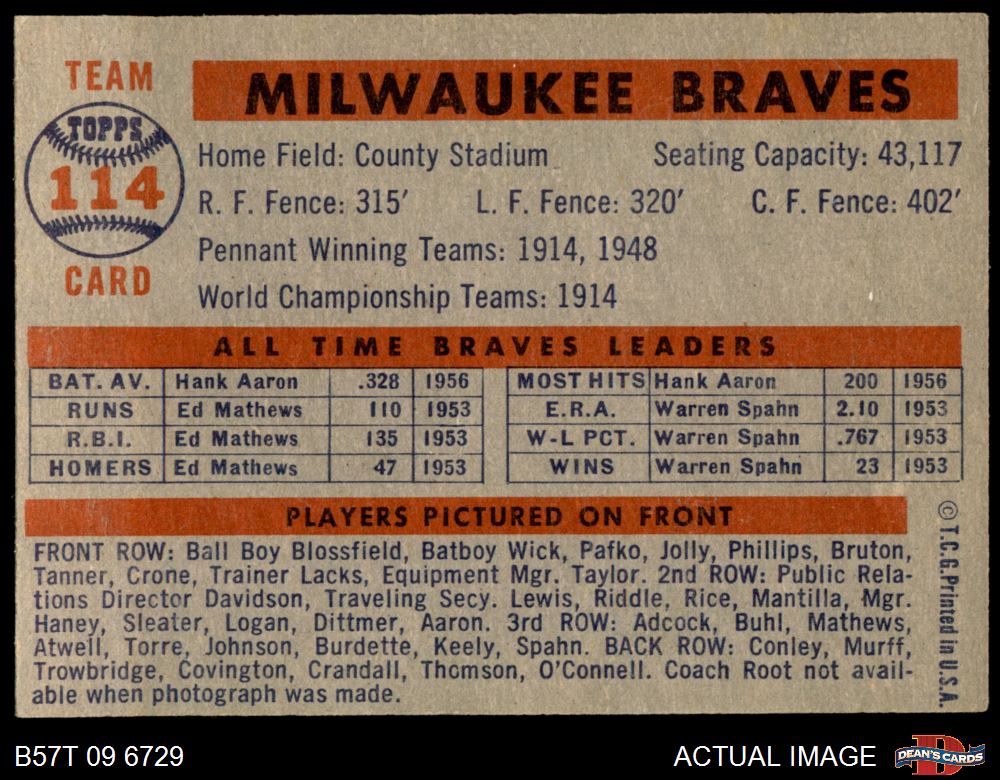 TEAM
TOPPS
114
CARD
MILWAUKEE BRAVES
Home Field: County Stadium Seating Capacity: 43,117
R. F. Fence: 315′ L. F. Fence: 320′ C. F. Fence: 402′
Pennant Winning Teams: 1914, 1948
World Championship Teams: 1914
ALL TIME BRAVES LEADERS
BAT. AV. Hank Aaron .328 1956 MOST HITS Hank Aaron 200 1956
RUNS Ed Mathews 110 1953 E.R.A. Warren Spahn 2.10 1953
R.B.I. Ed Mathews 135 1953 W-L PCT. Warren Spahn .767 1953
HOMERS Ed Mathews 47 1953 WINS Warren Spahn 23 1953
PLAYERS PICTURED ON FRONT
FRONT ROW: Ball Boy Blossfield, Batboy Wick, Pafko, Jolly, Phillips, Bruton,
Tanner, Crone, Trainer Lacks, Equipment Mgr. Taylor. 2nd ROW: Public Rela-
tions Director Davidson, Traveling Secy. Lewis, Riddle, Rice, Mantilla, Mgr.
Haney, Sleater, Logan, Dittmer, Aaron. 3rd ROW: Adcock, Buhl, Mathews,
Atwell, Torre, Johnson, Burdette, Keely, Spahn. BACK ROW: Conley, Murff,
Trowbridge, Covington, Crandall, Thomson, O'Connell. Coach Root not avail-
able when photograph was made.
© T.C.G. Printed in U.S.A.
B57T 09 6729 ACTUAL IMAGE
D
DEAN'S CARDS